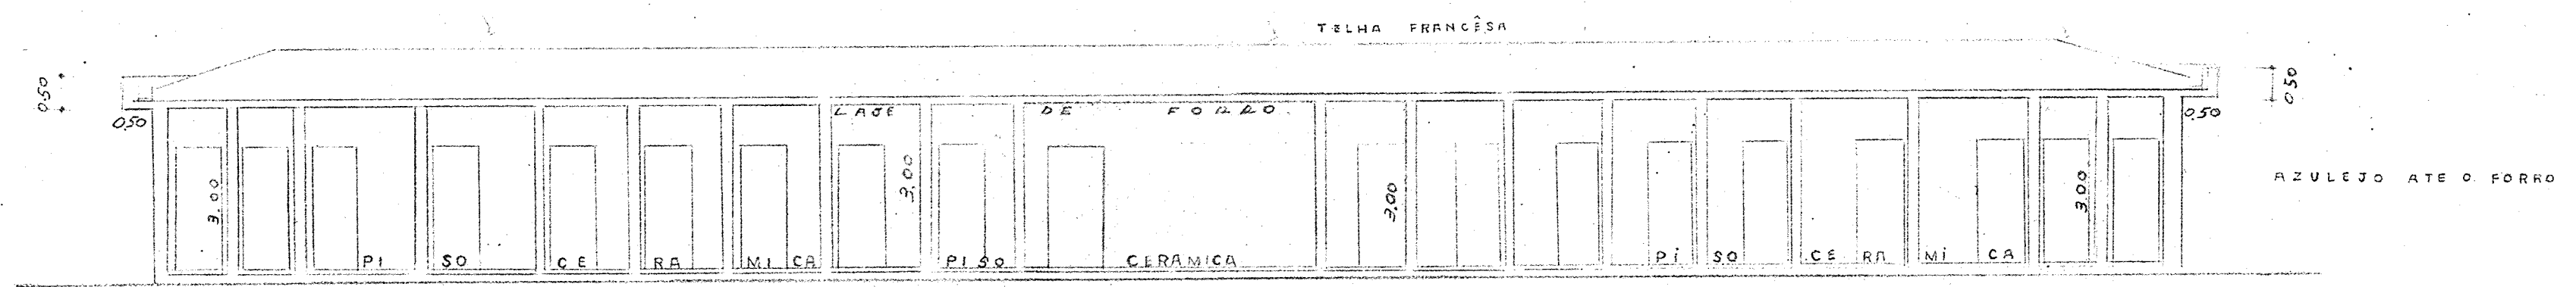 TELHA FRANCÊSA
0.50
0.50
0.50
LAJE DE FORRO
0.50
3.00
3.00
3.00
3.00
AZULEJO ATE O FORRO
PI SO CE RA MI CA PISO CERAMICA PI SO CE RA MI CA